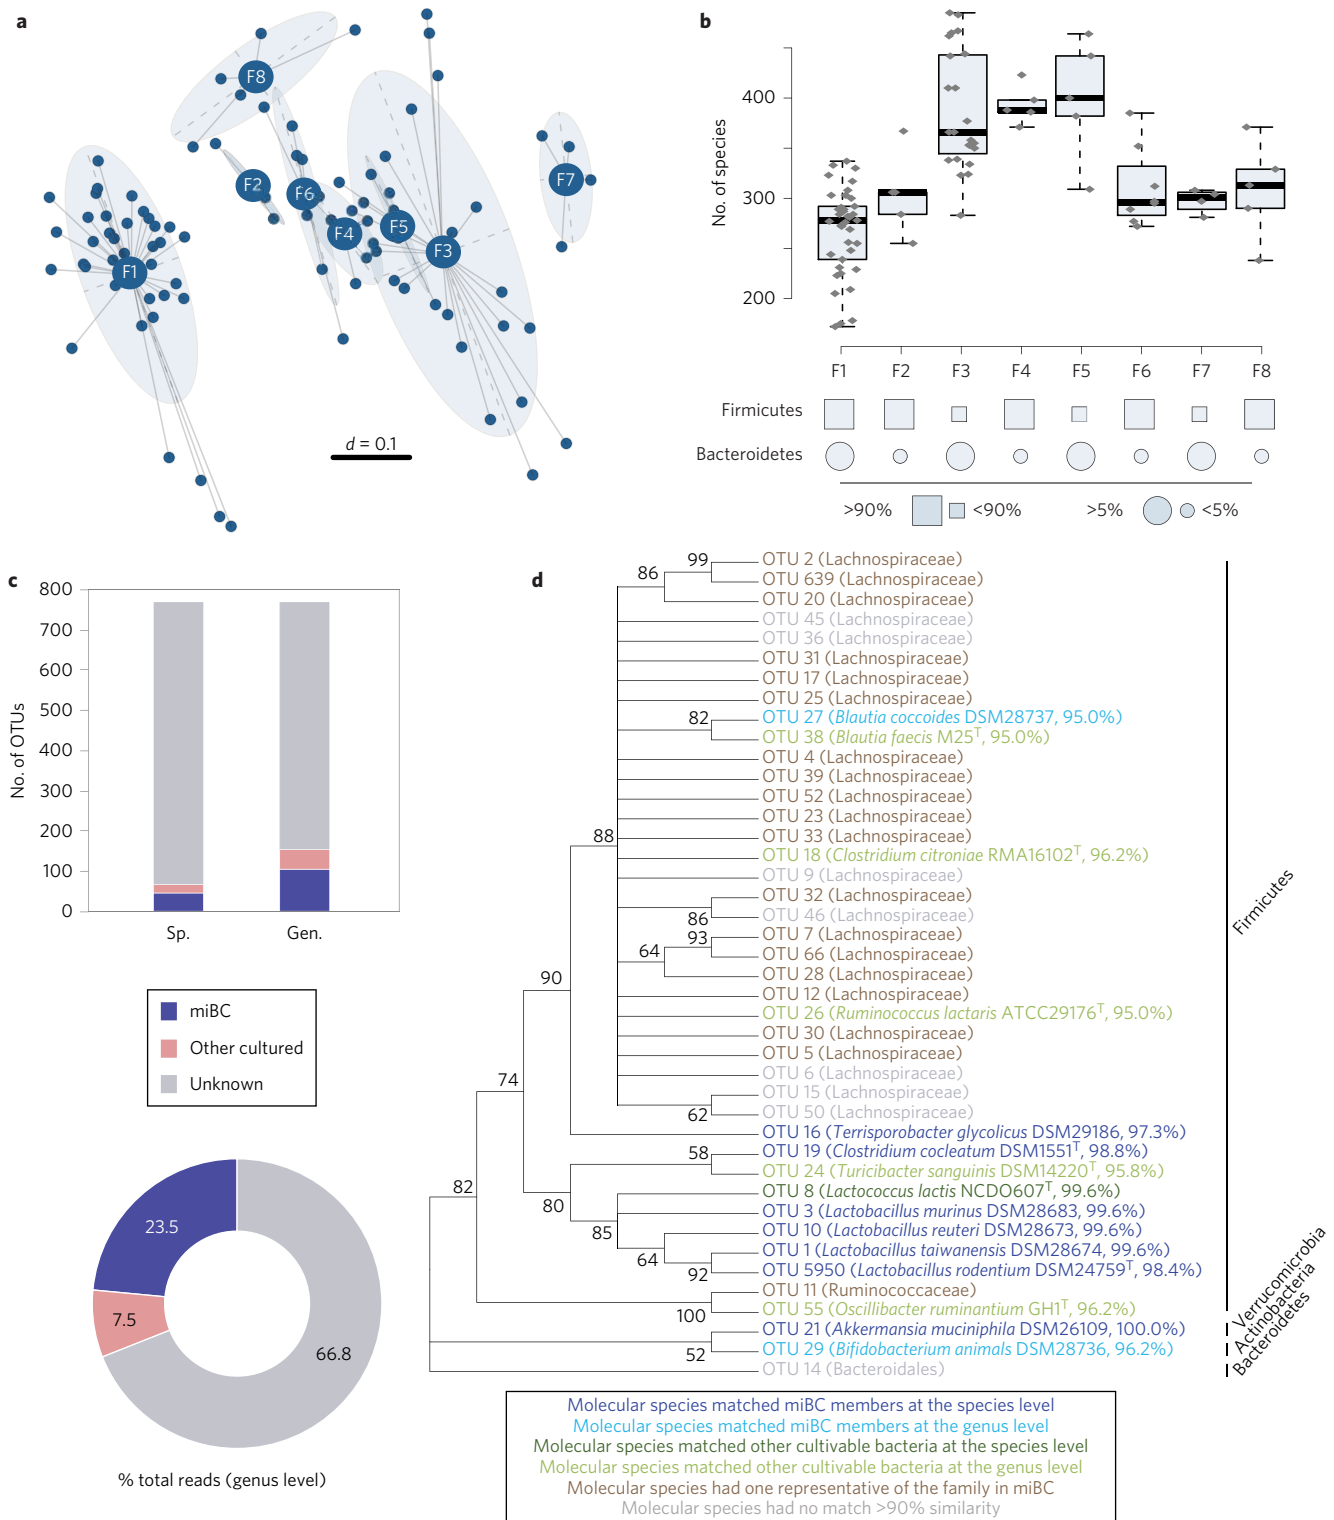 a
F8
F2
F6
F7
F4
F5
F3
F1
d = 0.1
b
No. of species
400
300
200
F1 F2 F3 F4 F5 F6 F7 F8
Firmicutes
Bacteroidetes
>90% <90% >5% <5%
c
No. of OTUs
800
700
600
500
400
300
200
100
0
Sp. Gen.
miBC
Other cultured
Unknown
23.5
7.5
66.8
% total reads (genus level)
d
99
86
82
88
86
93
64
90
62
74
58
82
80
85
64
92
100
52
OTU 2 (Lachnospiraceae)
OTU 639 (Lachnospiraceae)
OTU 20 (Lachnospiraceae)
OTU 45 (Lachnospiraceae)
OTU 36 (Lachnospiraceae)
OTU 31 (Lachnospiraceae)
OTU 17 (Lachnospiraceae)
OTU 25 (Lachnospiraceae)
OTU 27 (Blautia coccoides DSM28737, 95.0%)
OTU 38 (Blautia faecis M25T, 95.0%)
OTU 4 (Lachnospiraceae)
OTU 39 (Lachnospiraceae)
OTU 52 (Lachnospiraceae)
OTU 23 (Lachnospiraceae)
OTU 33 (Lachnospiraceae)
OTU 18 (Clostridium citroniae RMA16102T, 96.2%)
OTU 9 (Lachnospiraceae)
OTU 32 (Lachnospiraceae)
OTU 46 (Lachnospiraceae)
OTU 7 (Lachnospiraceae)
OTU 66 (Lachnospiraceae)
OTU 28 (Lachnospiraceae)
OTU 12 (Lachnospiraceae)
OTU 26 (Ruminococcus lactaris ATCC29176T, 95.0%)
OTU 30 (Lachnospiraceae)
OTU 5 (Lachnospiraceae)
OTU 6 (Lachnospiraceae)
OTU 15 (Lachnospiraceae)
OTU 50 (Lachnospiraceae)
OTU 16 (Terrisporobacter glycolicus DSM29186, 97.3%)
OTU 19 (Clostridium cocleatum DSM1551T, 98.8%)
OTU 24 (Turicibacter sanguinis DSM14220T, 95.8%)
OTU 8 (Lactococcus lactis NCDO607T, 99.6%)
OTU 3 (Lactobacillus murinus DSM28683, 99.6%)
OTU 10 (Lactobacillus reuteri DSM28673, 99.6%)
OTU 1 (Lactobacillus taiwanensis DSM28674, 99.6%)
OTU 5950 (Lactobacillus rodentium DSM24759T, 98.4%)
OTU 11 (Ruminococcaceae)
OTU 55 (Oscillibacter ruminantium GH1T, 96.2%)
OTU 21 (Akkermansia muciniphila DSM26109, 100.0%)
OTU 29 (Bifidobacterium animals DSM28736, 96.2%)
OTU 14 (Bacteroidales)
Firmicutes
Verrucomicrobia
Actinobacteria
Bacteroidetes
Molecular species matched miBC members at the species level
Molecular species matched miBC members at the genus level
Molecular species matched other cultivable bacteria at the species level
Molecular species matched other cultivable bacteria at the genus level
Molecular species had one representative of the family in miBC
Molecular species had no match >90% similarity